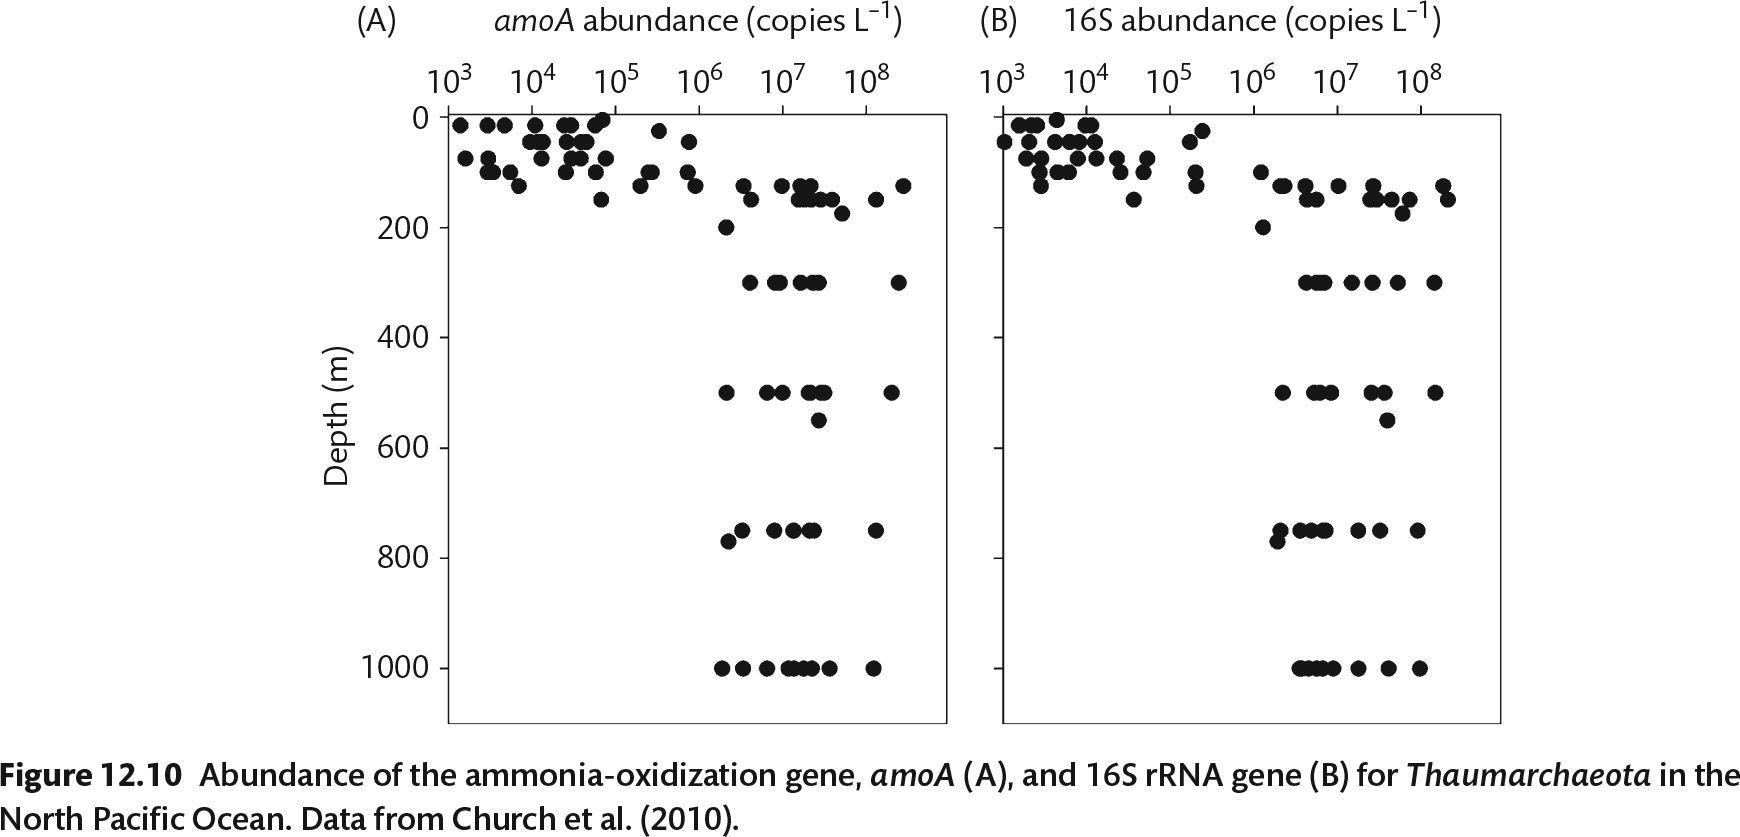 (A) amoA abundance (copies L⁻¹) (B) 16S abundance (copies L⁻¹)
10³ 10⁴ 10⁵ 10⁶ 10⁷ 10⁸ 10³ 10⁴ 10⁵ 10⁶ 10⁷ 10⁸
0
200
400
Depth (m)
600
800
1000
Figure 12.10 Abundance of the ammonia-oxidization gene, amoA (A), and 16S rRNA gene (B) for Thaumarchaeota in the
North Pacific Ocean. Data from Church et al. (2010).